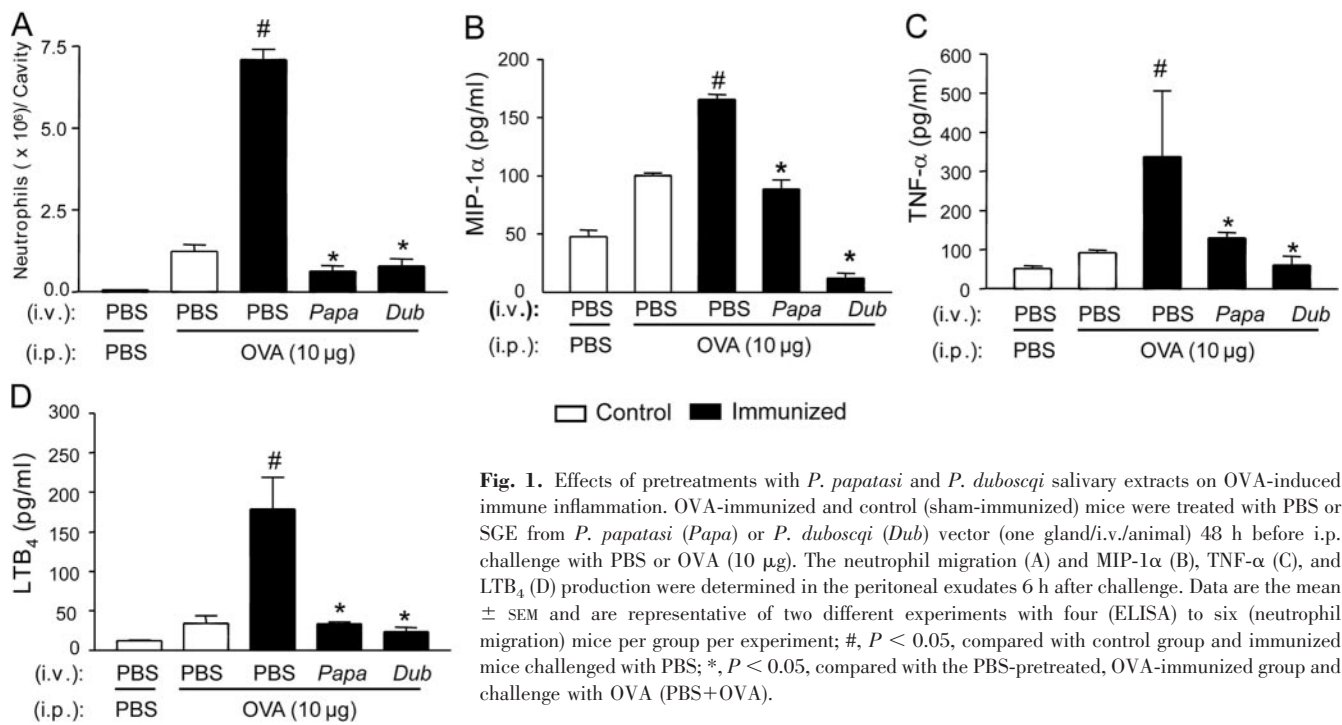 A
Neutrophils ( x 10⁶)/ Cavity
7.5
5.0
2.5
0.0
#
*
*
(i.v.): PBS PBS PBS Papa Dub
(i.p.): PBS OVA (10 µg)
B
MIP-1α (pg/ml)
200
150
100
50
0
#
*
*
(i.v.): PBS PBS PBS Papa Dub
(i.p.): PBS OVA (10 µg)
C
TNF-α (pg/ml)
600
500
400
300
200
100
0
#
*
*
(i.v.): PBS PBS PBS Papa Dub
(i.p.): PBS OVA (10 µg)
D
LTB₄ (pg/ml)
300
250
200
150
100
50
0
#
*
*
(i.v.): PBS PBS PBS Papa Dub
(i.p.): PBS OVA (10 µg)
Control Immunized
Fig. 1. Effects of pretreatments with P. papatasi and P. duboscqi salivary extracts on OVA-induced
immune inflammation. OVA-immunized and control (sham-immunized) mice were treated with PBS or
SGE from P. papatasi (Papa) or P. duboscqi (Dub) vector (one gland/i.v./animal) 48 h before i.p.
challenge with PBS or OVA (10 µg). The neutrophil migration (A) and MIP-1α (B), TNF-α (C), and
LTB₄ (D) production were determined in the peritoneal exudates 6 h after challenge. Data are the mean
± SEM and are representative of two different experiments with four (ELISA) to six (neutrophil
migration) mice per group per experiment; #, P < 0.05, compared with control group and immunized
mice challenged with PBS; *, P < 0.05, compared with the PBS-pretreated, OVA-immunized group and
challenge with OVA (PBS+OVA).